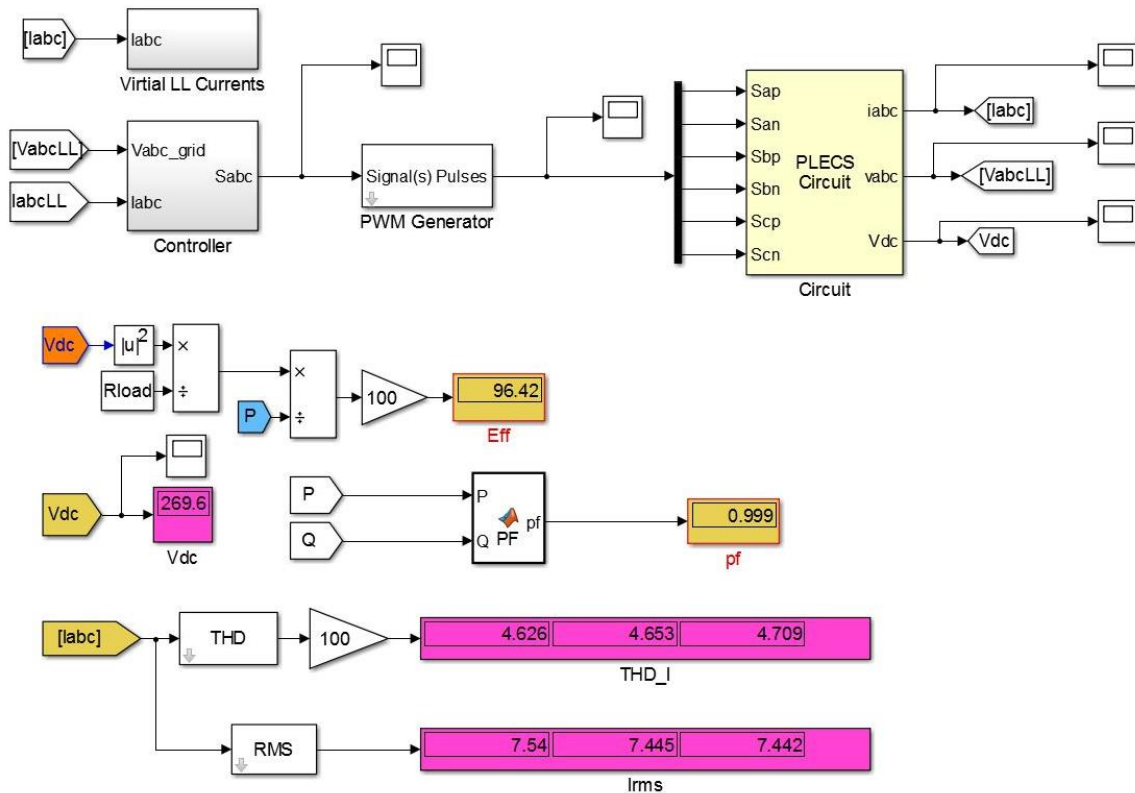 [Iabc]
Iabc
Virtial LL Currents
[VabcLL]
IabcLL
Vabc_grid
Iabc
Sabc
Controller
Signal(s) Pulses
PWM Generator
Sap
San
Sbp
Sbn
Scp
Scn
PLECS
Circuit
iabc
vabc
Vdc
Circuit
[Iabc]
[VabcLL]
Vdc
Vdc
|u|²
×
÷
Rload
P
×
÷
100
96.42
Eff
Vdc
269.6
Vdc
P
Q
P
Q
PF
pf
0.999
pf
[Iabc]
THD
100
4.626 4.653 4.709
THD_I
RMS
7.54 7.445 7.442
Irms